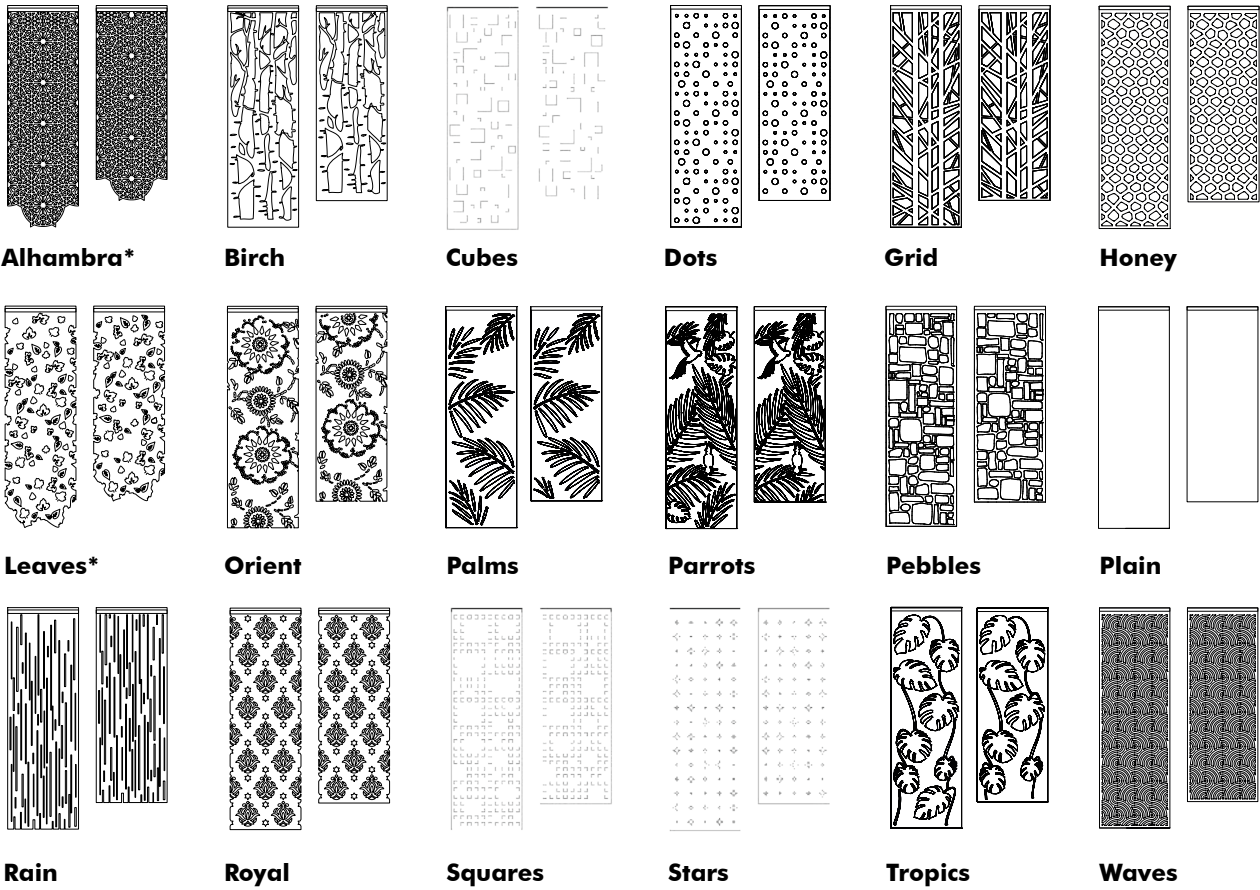 Alhambra* Birch Cubes Dots Grid Honey
Leaves* Orient Palms Parrots Pebbles Plain
Rain Royal Squares Stars Tropics Waves